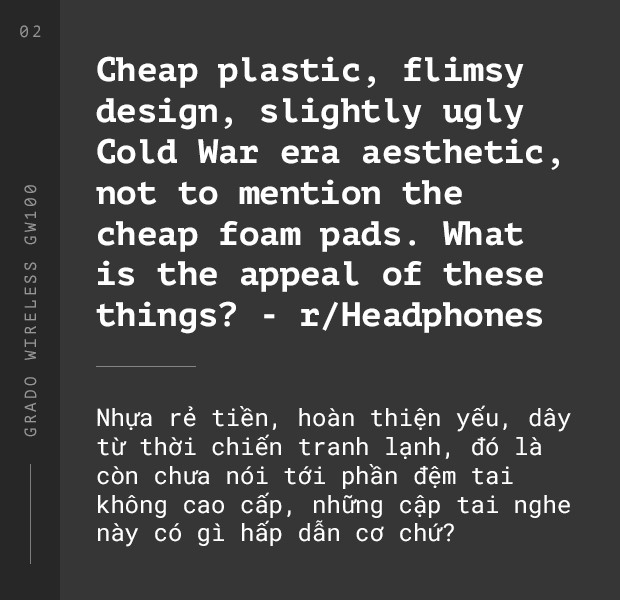 02
GRADO WIRELESS GW100
Cheap plastic, flimsy
design, slightly ugly
Cold War era aesthetic,
not to mention the
cheap foam pads. What
is the appeal of these
things? - r/Headphones
Nhựa rẻ tiền, hoàn thiện yếu, dây
từ thời chiến tranh lạnh, đó là
còn chưa nói tới phần đệm tai
không cao cấp, những cập tai nghe
này có gì hấp dẫn cơ chứ?